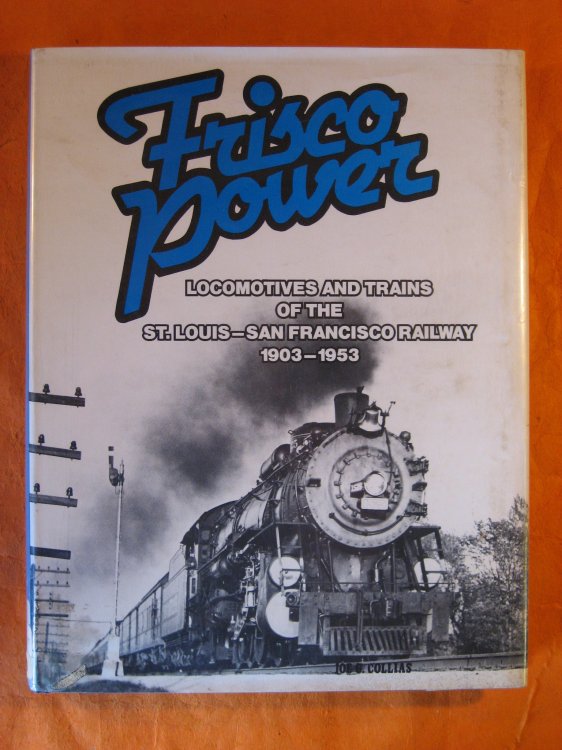 Frisco
Power
LOCOMOTIVES AND TRAINS
OF THE
ST. LOUIS—SAN FRANCISCO RAILWAY
1903—1953
JOE G. COLLIAS